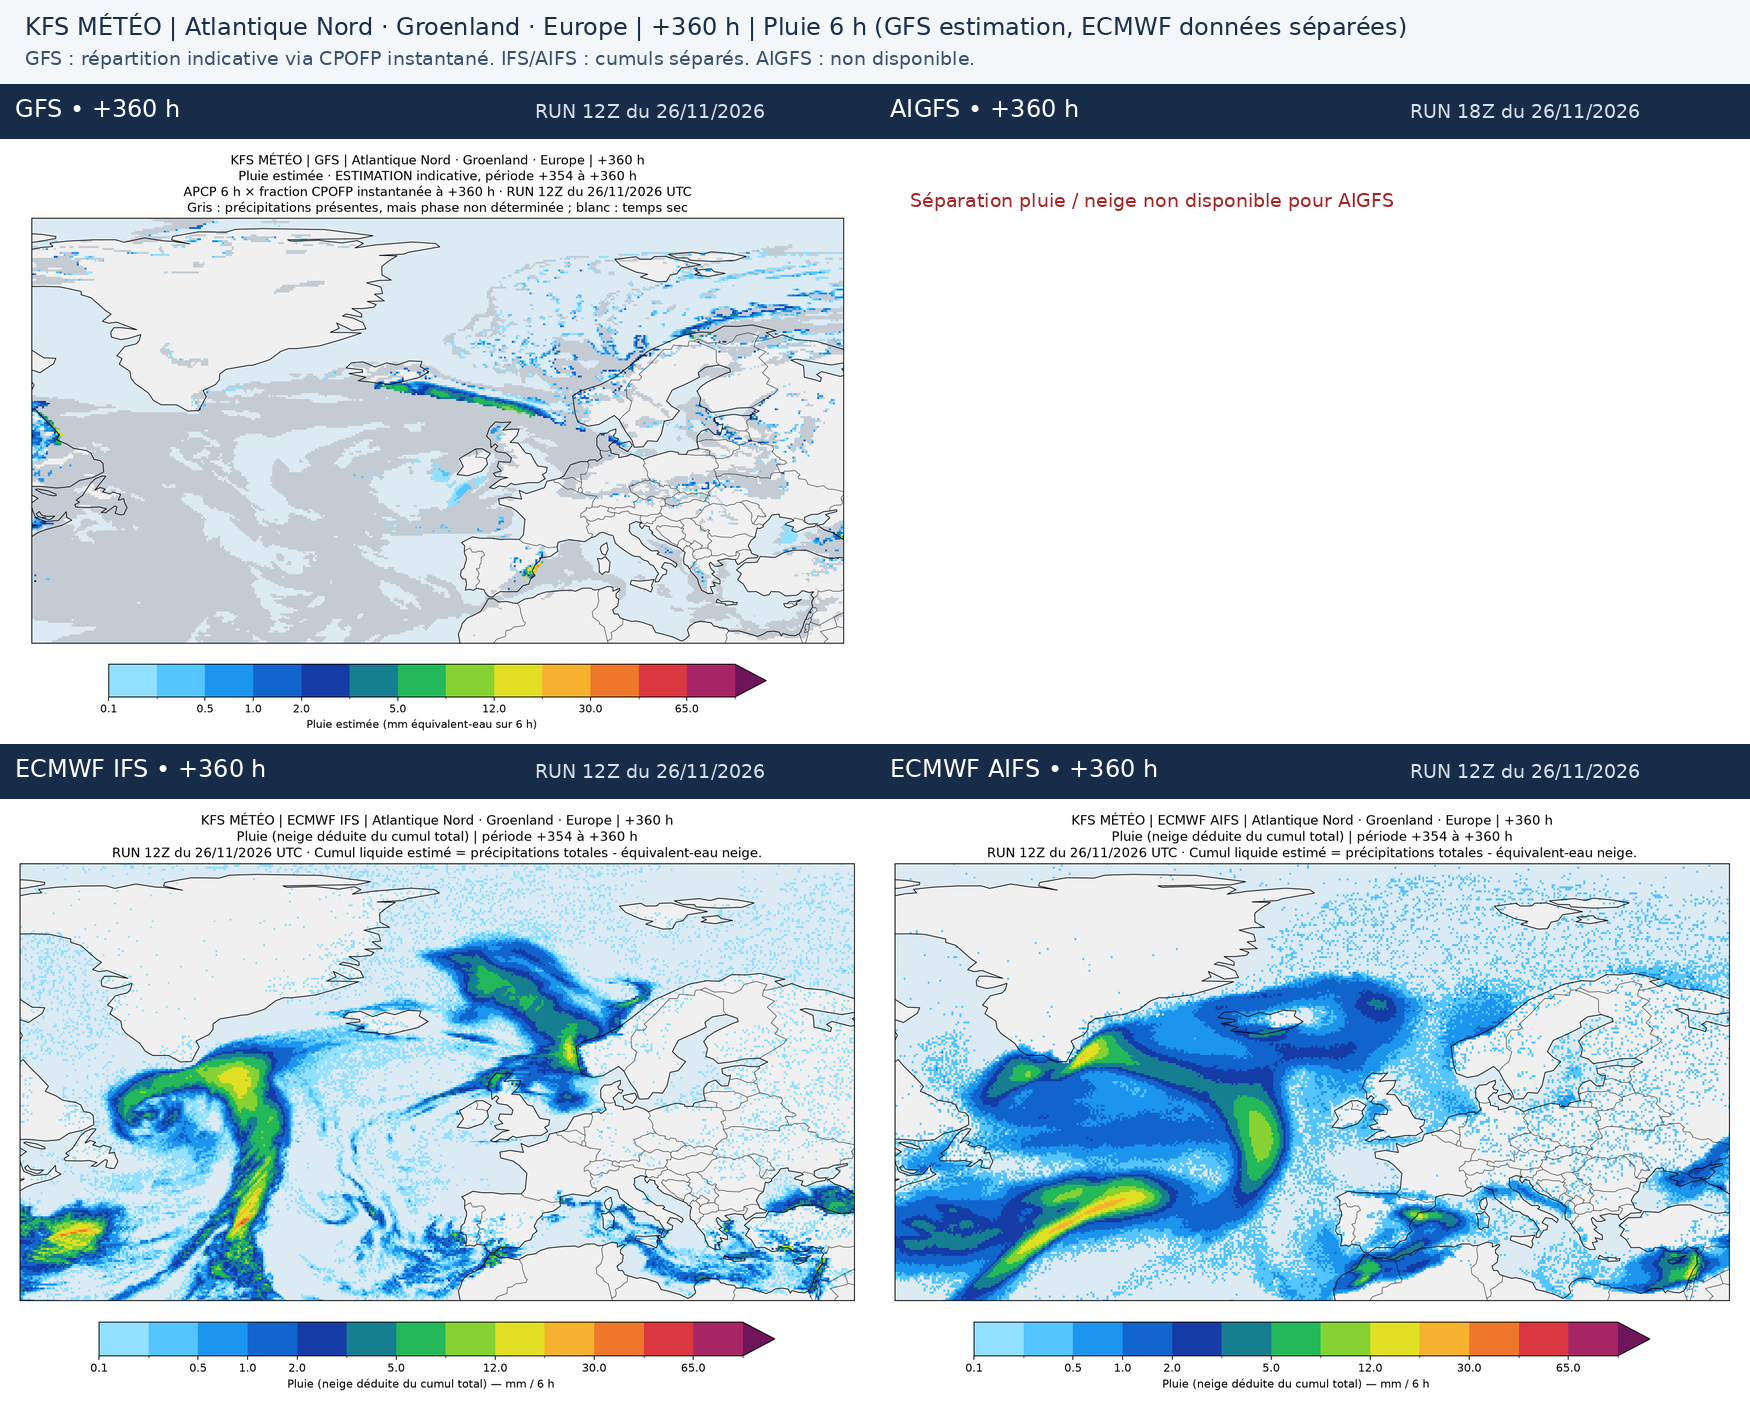 KFS MÉTÉO | Atlantique Nord · Groenland · Europe | +360 h | Pluie 6 h (GFS estimation, ECMWF données séparées)
GFS : répartition indicative via CPOFP instantané. IFS/AIFS : cumuls séparés. AIGFS : non disponible.
GFS • +360 h
RUN 12Z du 26/11/2026
KFS MÉTÉO | GFS | Atlantique Nord · Groenland · Europe | +360 h
Pluie estimée · ESTIMATION indicative, période +354 à +360 h
APCP 6 h × fraction CPOFP instantanée à +360 h · RUN 12Z du 26/11/2026 UTC
Gris : précipitations présentes, mais phase non déterminée ; blanc : temps sec
0.1 0.5 1.0 2.0 5.0 12.0 30.0 65.0
Pluie estimée (mm équivalent-eau sur 6 h)
AIGFS • +360 h
RUN 18Z du 26/11/2026
Séparation pluie / neige non disponible pour AIGFS
ECMWF IFS • +360 h
RUN 12Z du 26/11/2026
KFS MÉTÉO | ECMWF IFS | Atlantique Nord · Groenland · Europe | +360 h
Pluie (neige déduite du cumul total) | période +354 à +360 h
RUN 12Z du 26/11/2026 UTC · Cumul liquide estimé = précipitations totales - équivalent-eau neige.
0.1 0.5 1.0 2.0 5.0 12.0 30.0 65.0
Pluie (neige déduite du cumul total) — mm / 6 h
ECMWF AIFS • +360 h
RUN 12Z du 26/11/2026
KFS MÉTÉO | ECMWF AIFS | Atlantique Nord · Groenland · Europe | +360 h
Pluie (neige déduite du cumul total) | période +354 à +360 h
RUN 12Z du 26/11/2026 UTC · Cumul liquide estimé = précipitations totales - équivalent-eau neige.
0.1 0.5 1.0 2.0 5.0 12.0 30.0 65.0
Pluie (neige déduite du cumul total) — mm / 6 h